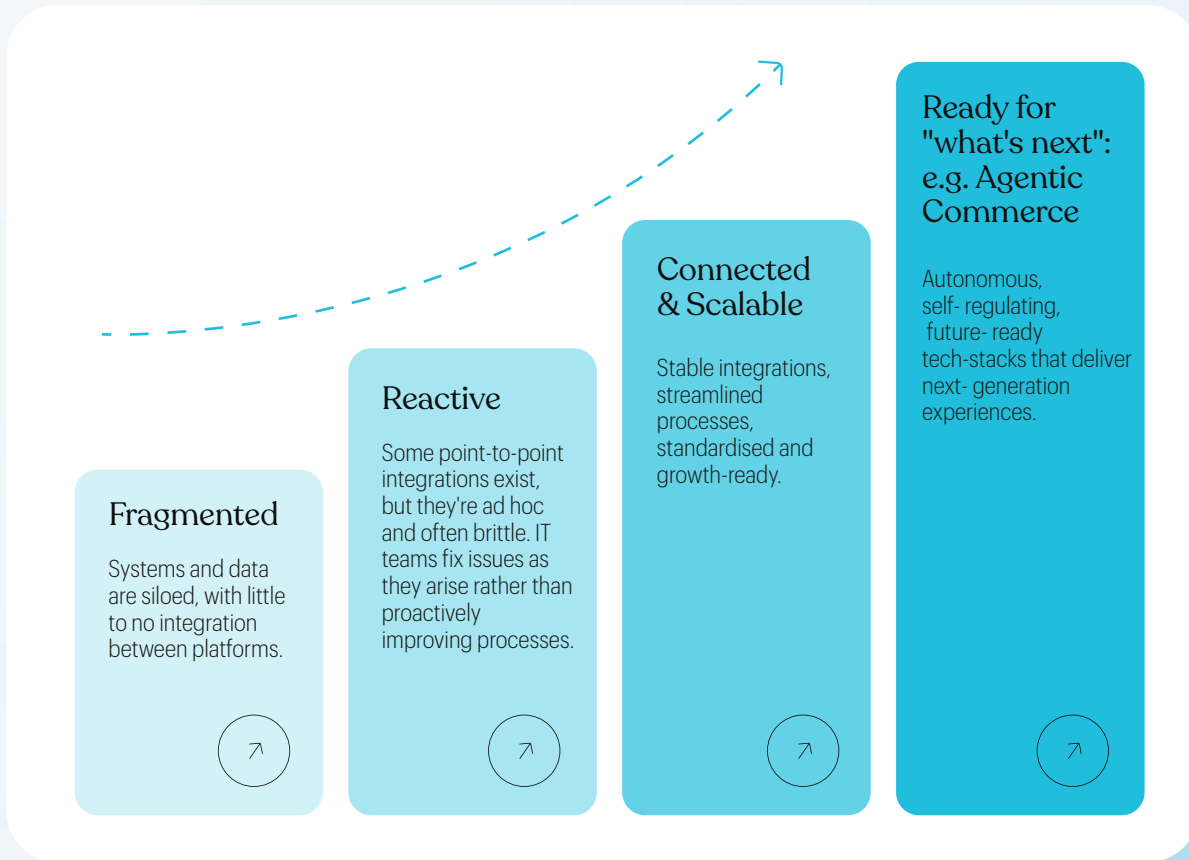 Fragmented
Systems and data
are siloed, with little
to no integration
between platforms.
Reactive
Some point-to-point
integrations exist,
but they're ad hoc
and often brittle. IT
teams fix issues as
they arise rather than
proactively
improving processes.
Connected
& Scalable
Stable integrations,
streamlined
processes,
standardised and
growth-ready.
Ready for
"what's next":
e.g. Agentic
Commerce
Autonomous,
self- regulating,
future- ready
tech-stacks that deliver
next- generation
experiences.